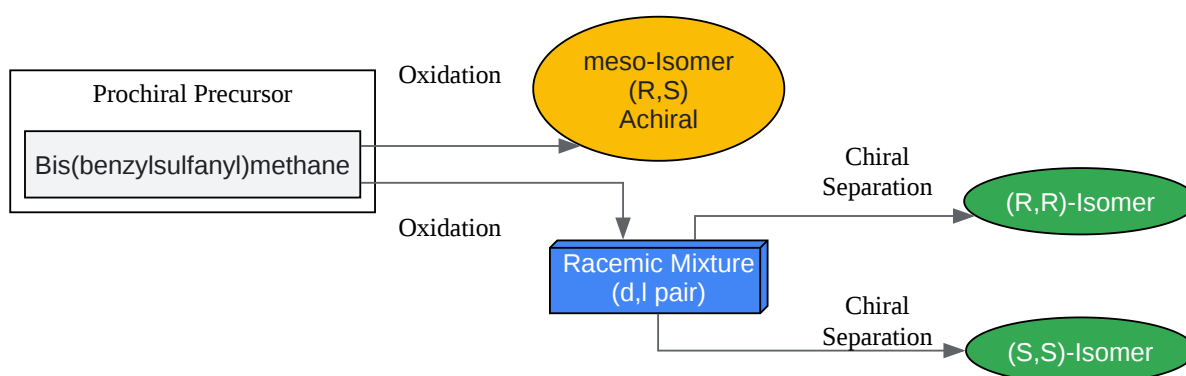 Prochiral Precursor
Bis(benzylsulfanyl)methane
Oxidation
meso-Isomer
(R,S)
Achiral
Oxidation
Racemic Mixture
(d,l pair)
Chiral
Separation
(R,R)-Isomer
Chiral
Separation
(S,S)-Isomer